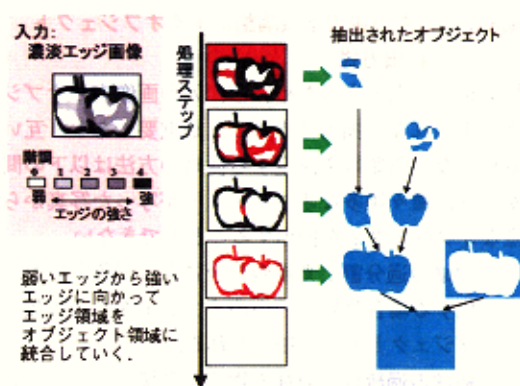 入力:
濃淡エッジ画像
階調
0 1 2 3 4
弱 強
エッジの強さ
処理ステップ
抽出されたオブジェクト
弱いエッジから強い
エッジに向かって
エッジ領域を
オブジェクト領域に
統合していく.